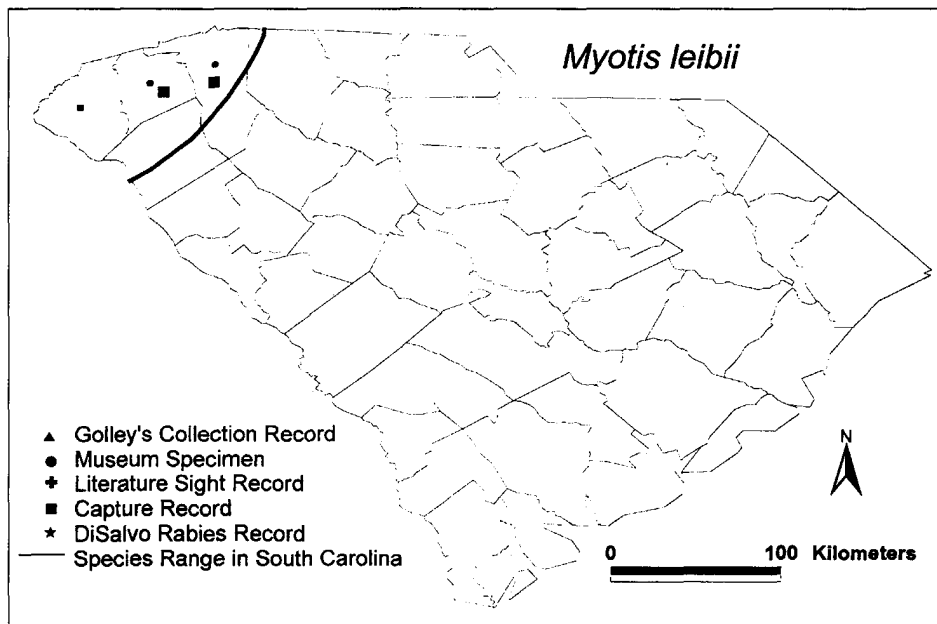 Myotis leibii
Golley's Collection Record
Museum Specimen
Literature Sight Record
Capture Record
DiSalvo Rabies Record
Species Range in South Carolina
N
0 100 Kilometers